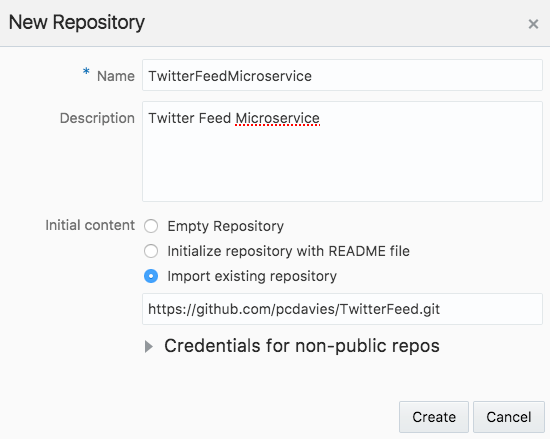 New Repository ×
* Name TwitterFeedMicroservice
Description Twitter Feed Microservice
Initial content Empty Repository
Initialize repository with README file
Import existing repository
https://github.com/pcdavies/TwitterFeed.git
Credentials for non-public repos
Create Cancel